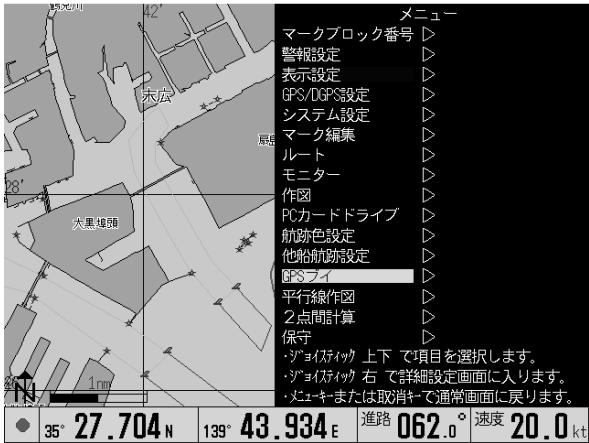 鶴見川
42'
末広
扇島
28'
大黒埠頭
N
1nm
メニュー
マークブロック番号 ▷
警報設定 ▷
表示設定 ▷
GPS/DGPS設定 ▷
システム設定 ▷
マーク編集 ▷
ルート ▷
モニター ▷
作図 ▷
PCカードドライブ ▷
航跡色設定 ▷
他船航跡設定 ▷
GPSブイ ▷
平行線作図 ▷
2点間計算 ▷
保守 ▷
・ジョイスティック 上下 で項目を選択します。
・ジョイスティック 右 で詳細設定画面に入ります。
・メニューキーまたは取消キーで通常画面に戻ります。
35° 27.704 N 139° 43.934 E 進路 062.0° 速度 20.0 kt